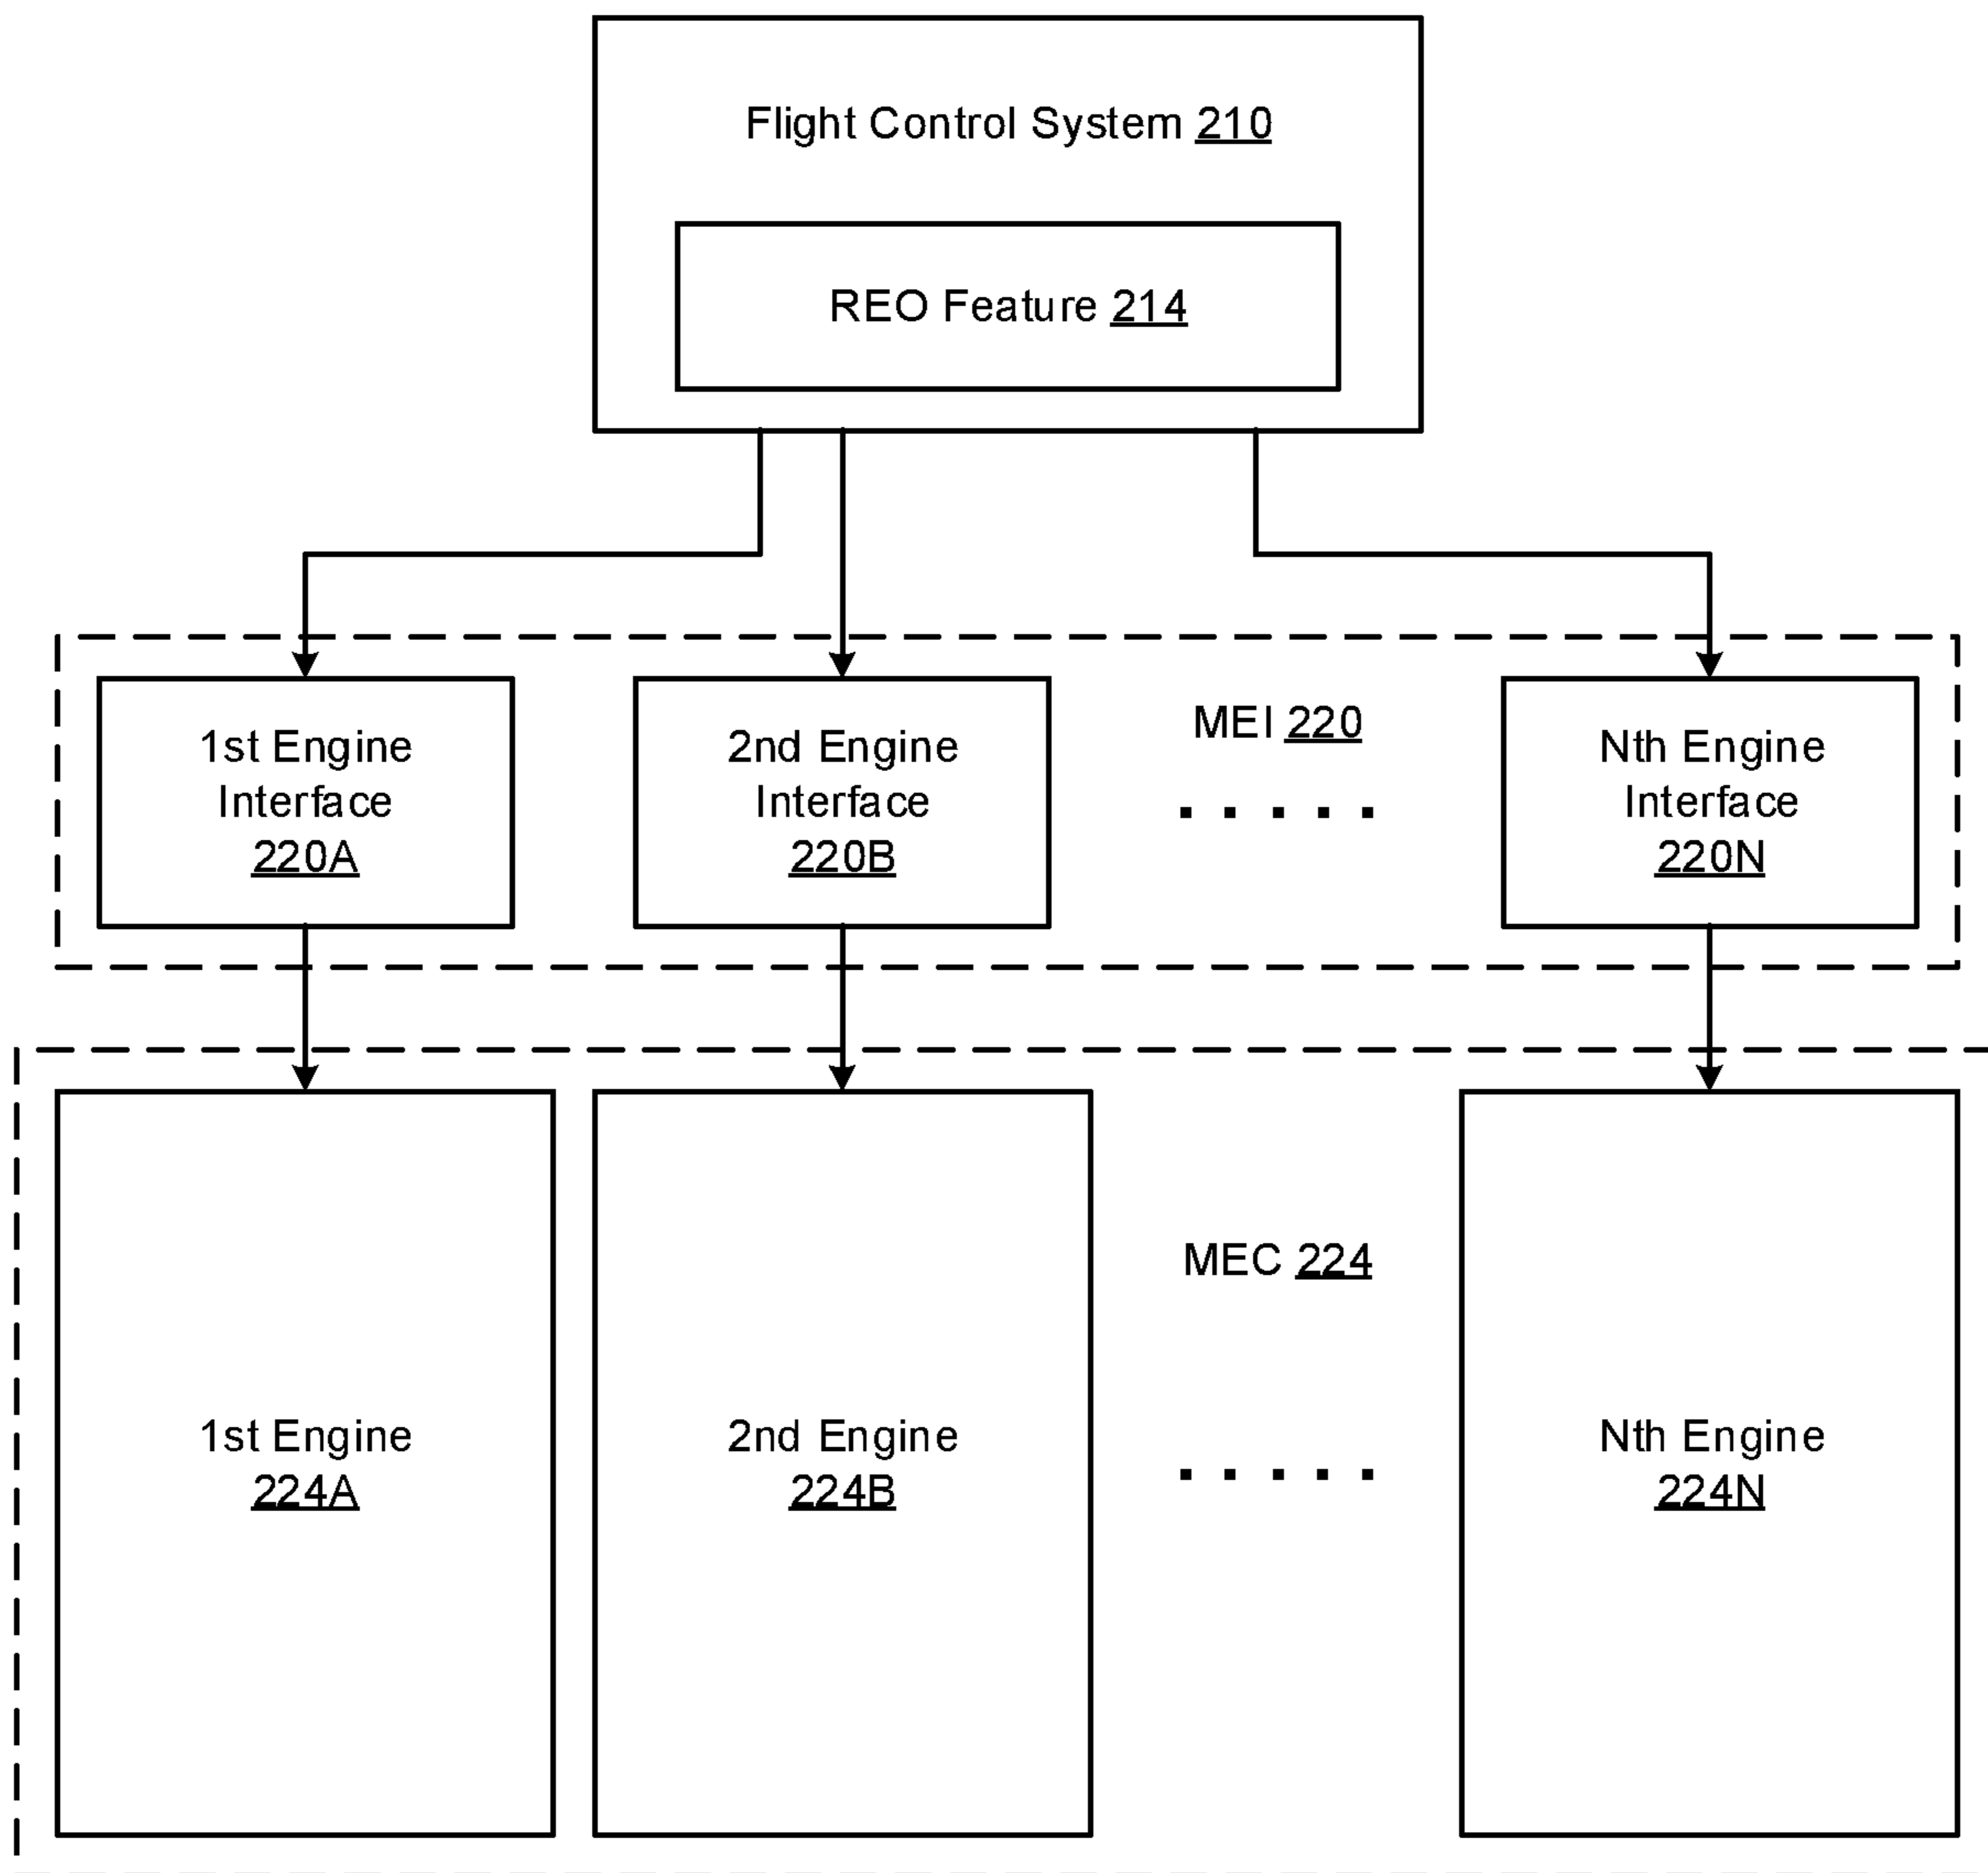 Flight Control System 210
REO Feature 214
1st Engine
Interface
220A
2nd Engine
Interface
220B
MEI 220
. . . . .
Nth Engine
Interface
220N
1st Engine
224A
2nd Engine
224B
MEC 224
. . . . .
Nth Engine
224N